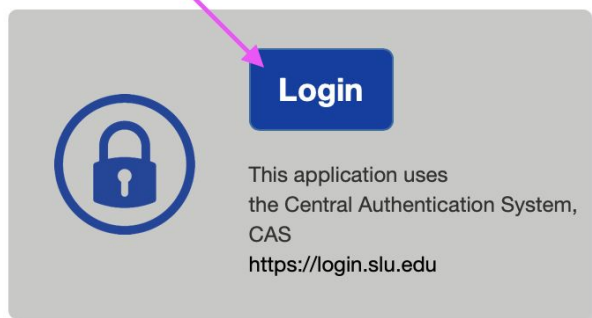 Login
This application uses
the Central Authentication System,
CAS
https://login.slu.edu